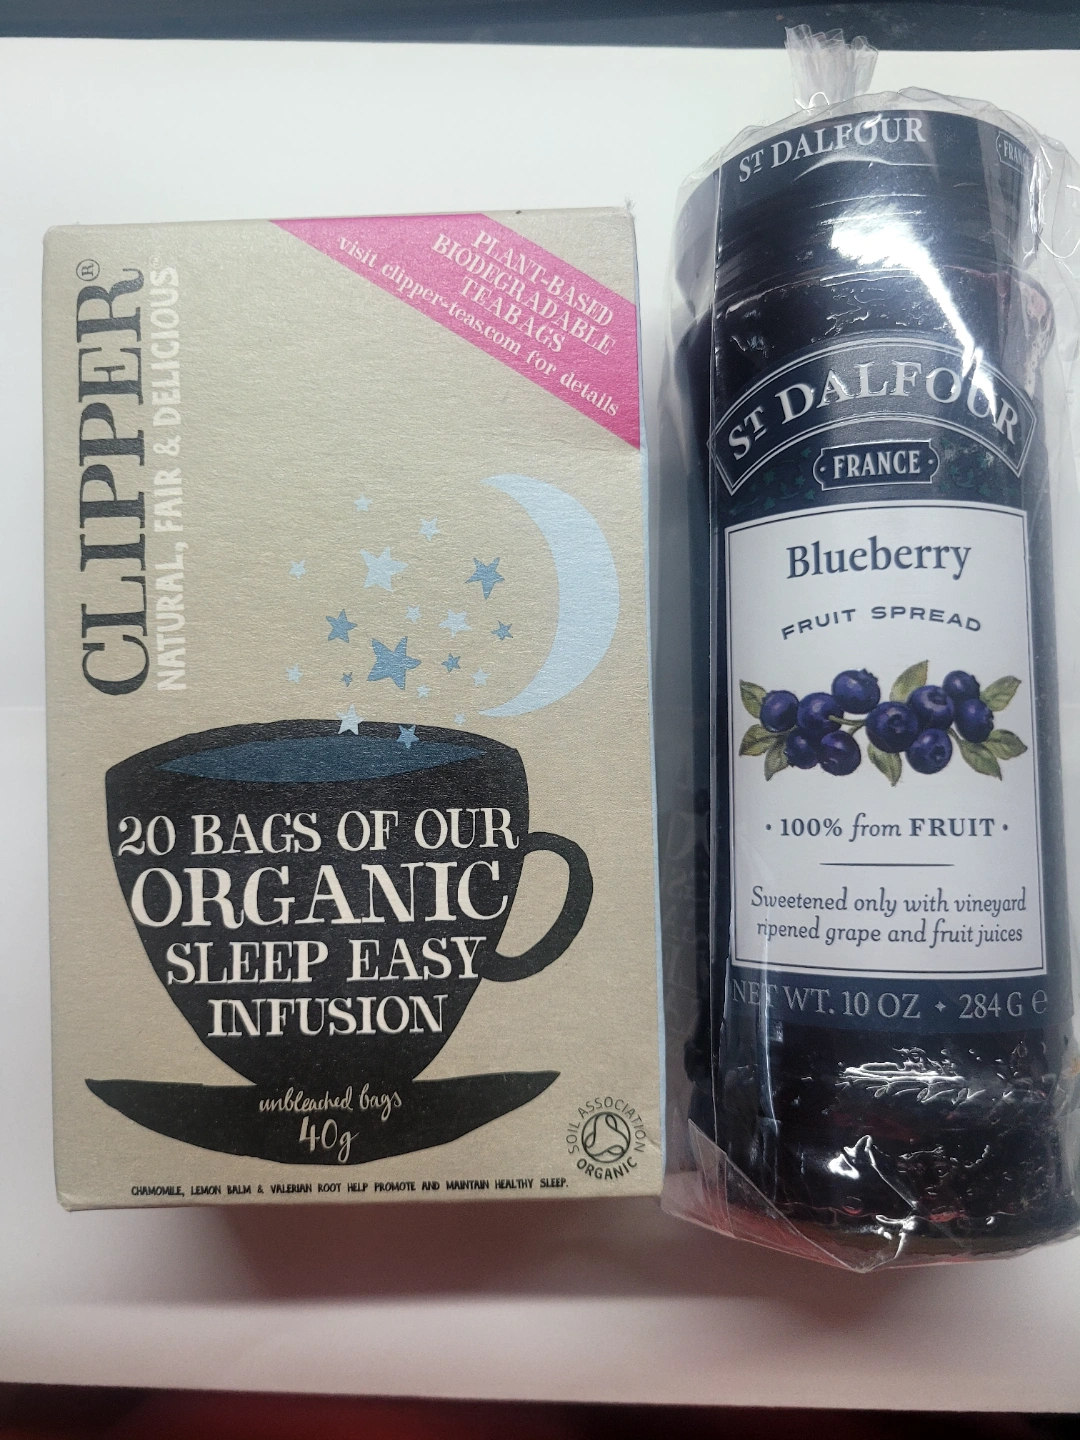 CLIPPER®
NATURAL, FAIR & DELICIOUS
PLANT-BASED
BIODEGRADABLE
TEABAGS
visit clipper-teas.com for details
20 BAGS OF OUR
ORGANIC
SLEEP EASY
INFUSION
unbleached bags
40g
SOIL ASSOCIATION
ORGANIC
CHAMOMILE, LEMON BALM & VALERIAN ROOT HELP PROMOTE AND MAINTAIN HEALTHY SLEEP.
ST DALFOUR
ST DALFOUR
FRANCE
Blueberry
FRUIT SPREAD
· 100% from FRUIT ·
Sweetened only with vineyard
ripened grape and fruit juices
NET WT. 10 OZ ✦ 284 G ℮